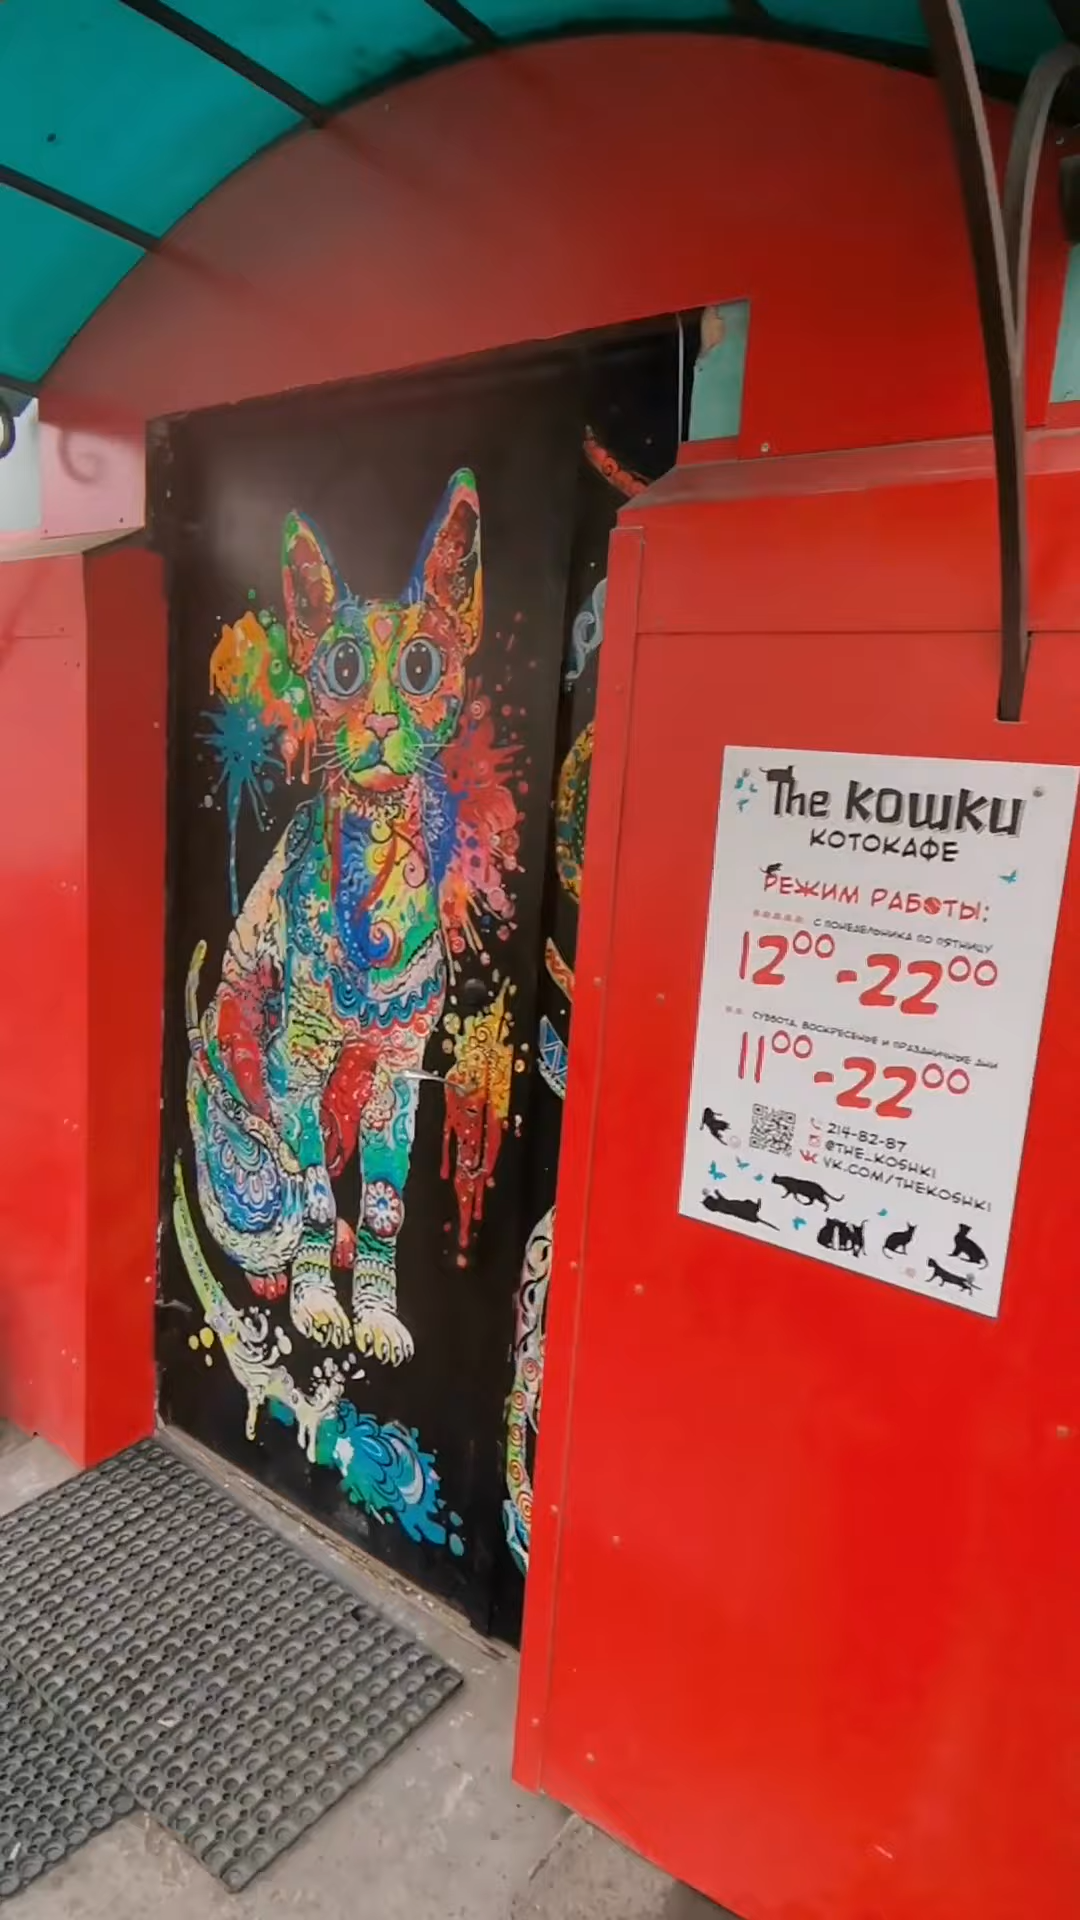 The кошки
КОТОКАФЕ
РЕЖИМ РАБОТЫ:
С ПОНЕДЕЛЬНИКА ПО ПЯТНИЦУ
12⁰⁰-22⁰⁰
СУББОТА, ВОСКРЕСЕНЬЕ И ПРАЗДНИЧНЫЕ ДНИ
11⁰⁰-22⁰⁰
214-82-87
@THE_KOSHKI
VK.COM/THEKOSHKI